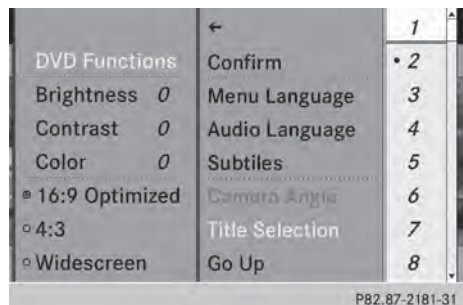 ←
DVD Functions
Brightness 0
Contrast 0
Color 0
16:9 Optimized
4:3
Widescreen
Confirm
Menu Language
Audio Language
Subtiles
Camera Angle
Title Selection
Go Up
1
• 2
3
4
5
6
7
8
P82.87-2181-31